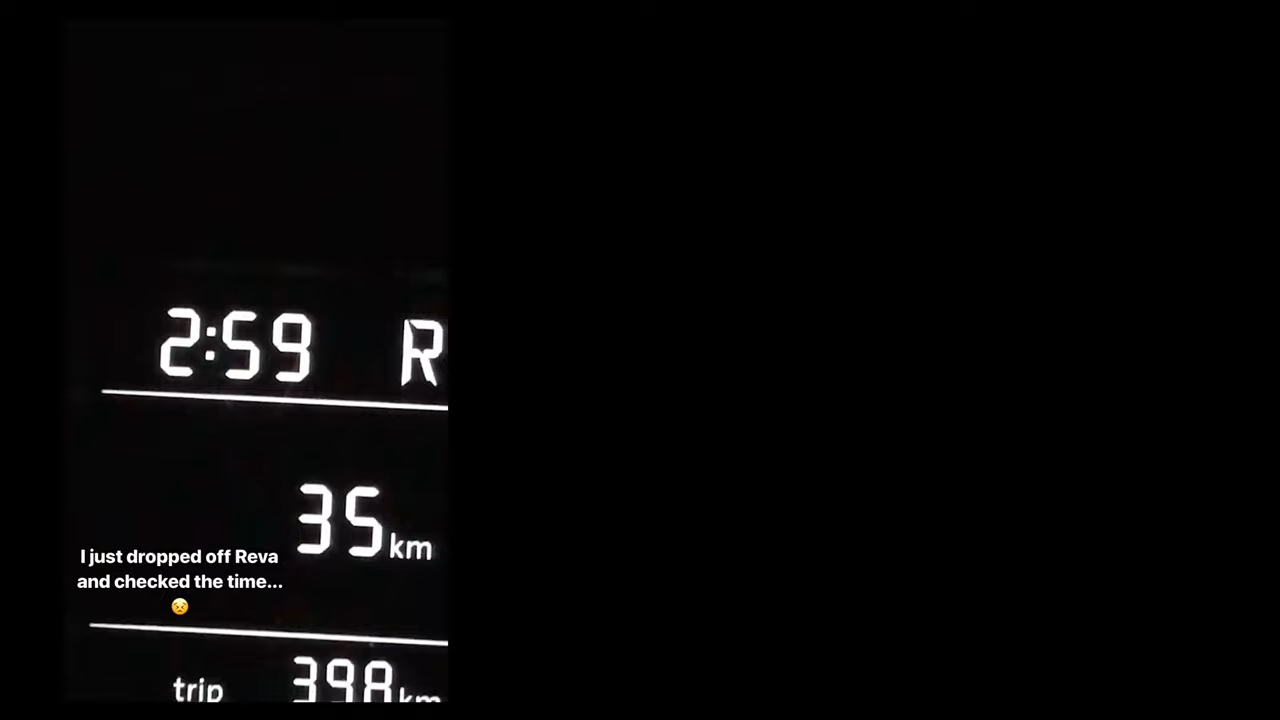 2:59 R
35km
I just dropped off Reva
and checked the time...
😣
trip 398km